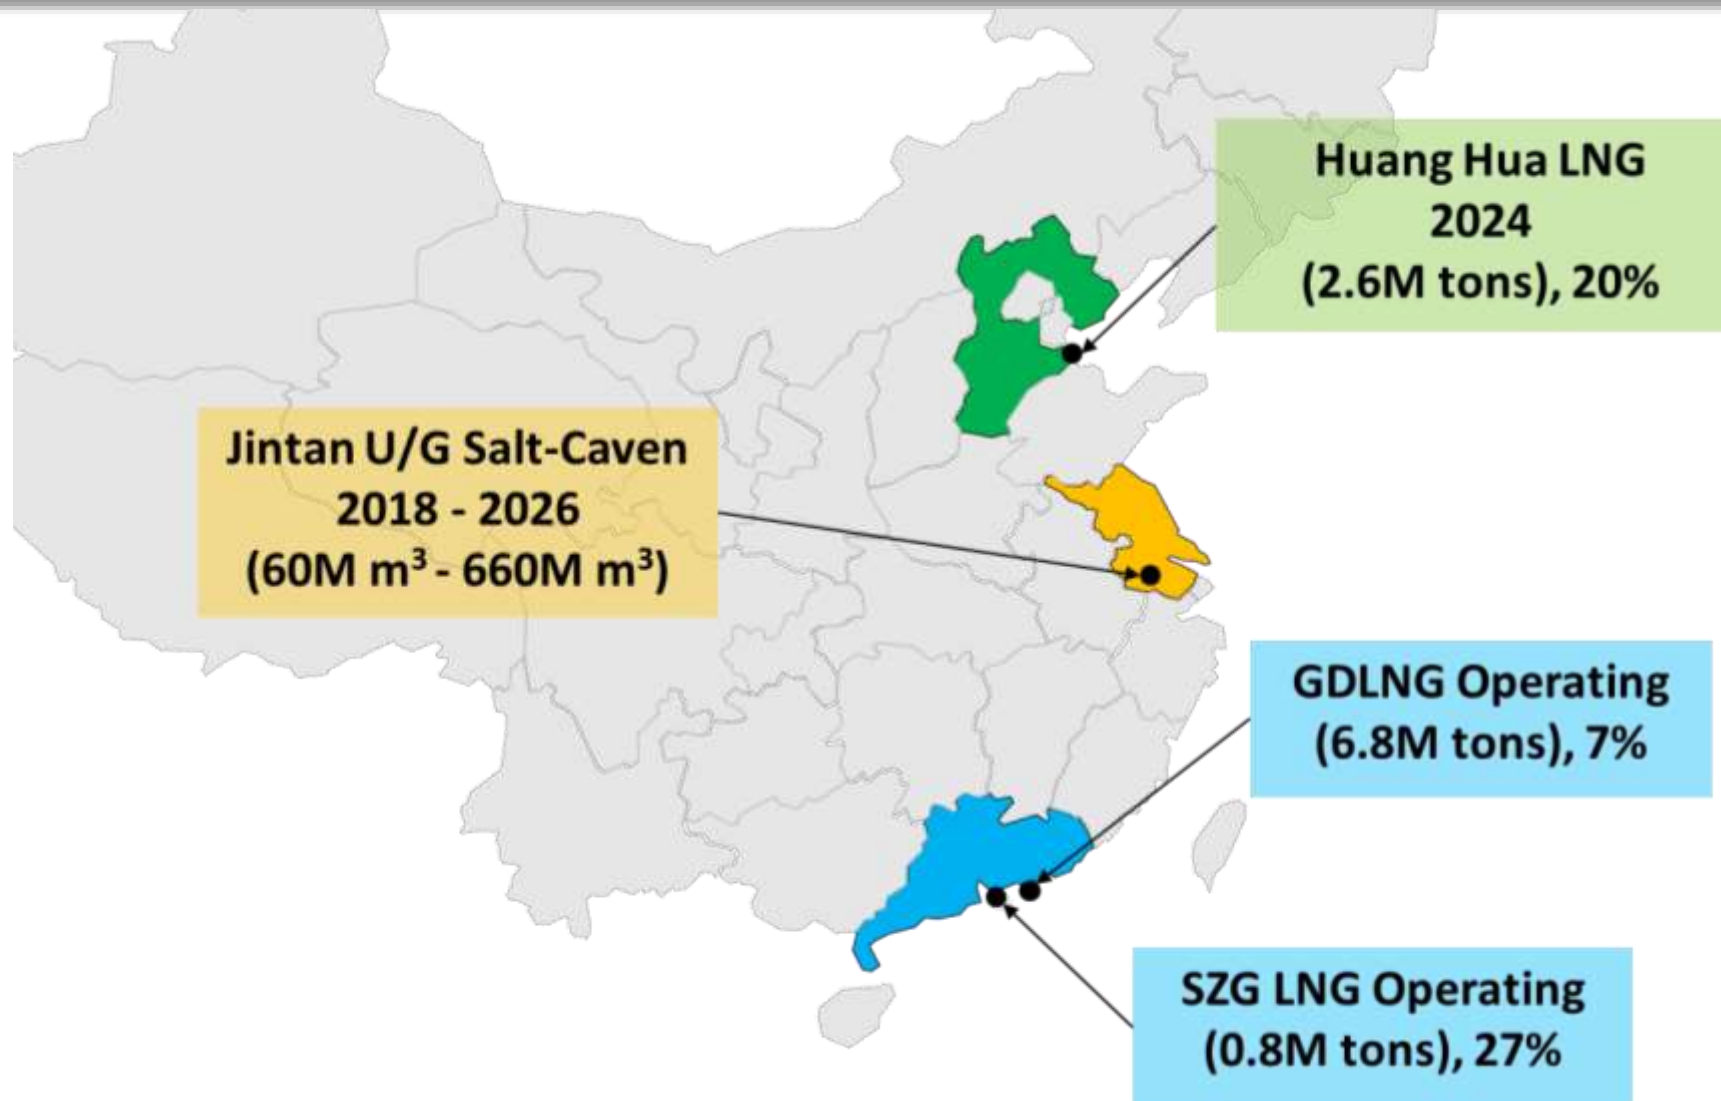 Huang Hua LNG
2024
(2.6M tons), 20%
Jintan U/G Salt-Caven
2018 - 2026
(60M m³ - 660M m³)
GDLNG Operating
(6.8M tons), 7%
SZG LNG Operating
(0.8M tons), 27%